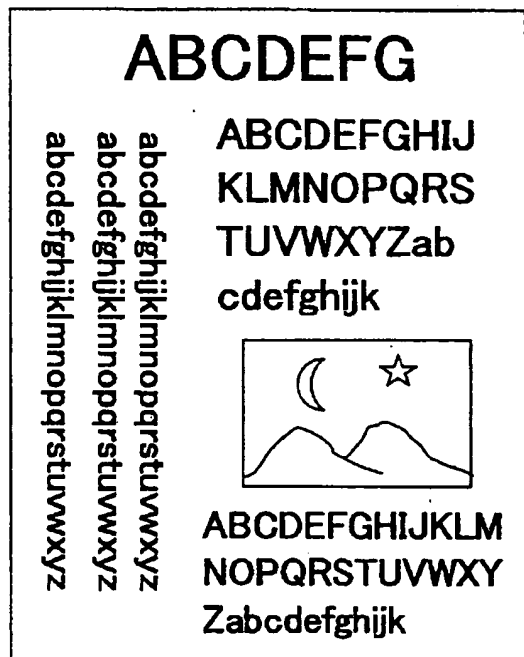 ABCDEFG
abcdefghijklmnopqrstuvwxyz
abcdefghijklmnopqrstuvwxyz
abcdefghijklmnopqrstuvwxyz
ABCDEFGHIJ
KLMNOPQRS
TUVWXYZab
cdefghijk
ABCDEFGHIJKLM
NOPQRSTUVWXY
Zabcdefghijk